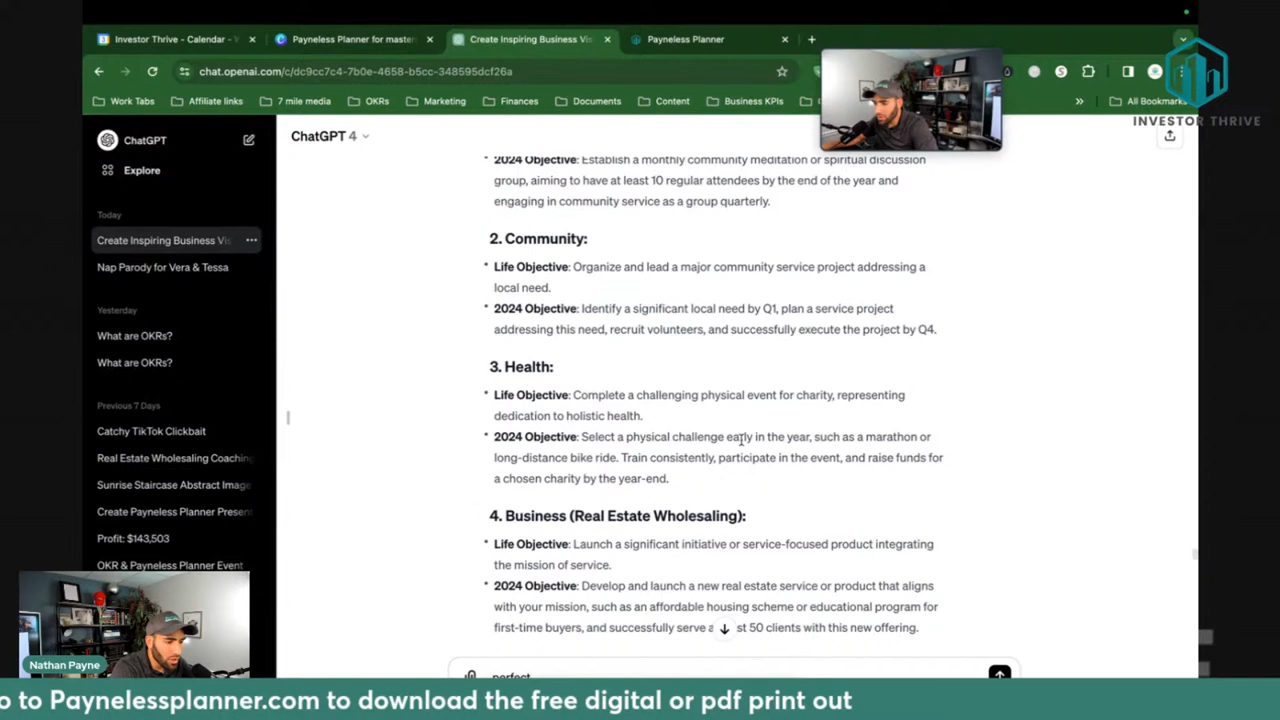 Investor Thrive - Calendar - W
Payneless Planner for master
Create Inspiring Business Vis
Payneless Planner
chat.openai.com/c/dc9cc7c4-7b0e-4658-b5cc-348595dcf26a
Work Tabs
Affiliate links
7 mile media
OKRs
Marketing
Finances
Documents
Content
Business KPIs
All Bookmarks
INVESTOR THRIVE
ChatGPT
Explore
Today
Create Inspiring Business Vi
Nap Parody for Vera & Tessa
Yesterday
What are OKRs?
What are OKRs?
Previous 7 Days
Catchy TikTok Clickbait
Real Estate Wholesaling Coaching
Sunrise Staircase Abstract Image
Create Payneless Planner Present
Profit: $143,503
OKR & Payneless Planner Event
ChatGPT 4
2024 Objective: Establish a monthly community meditation or spiritual discussion
group, aiming to have at least 10 regular attendees by the end of the year and
engaging in community service as a group quarterly.
2. Community:
Life Objective: Organize and lead a major community service project addressing a
local need.
2024 Objective: Identify a significant local need by Q1, plan a service project
addressing this need, recruit volunteers, and successfully execute the project by Q4.
3. Health:
Life Objective: Complete a challenging physical event for charity, representing
dedication to holistic health.
2024 Objective: Select a physical challenge early in the year, such as a marathon or
long-distance bike ride. Train consistently, participate in the event, and raise funds for
a chosen charity by the year-end.
4. Business (Real Estate Wholesaling):
Life Objective: Launch a significant initiative or service-focused product integrating
the mission of service.
2024 Objective: Develop and launch a new real estate service or product that aligns
with your mission, such as an affordable housing scheme or educational program for
first-time buyers, and successfully serve a st 50 clients with this new offering.
perfect
Nathan Payne
o to Paynelessplanner.com to download the free digital or pdf print out